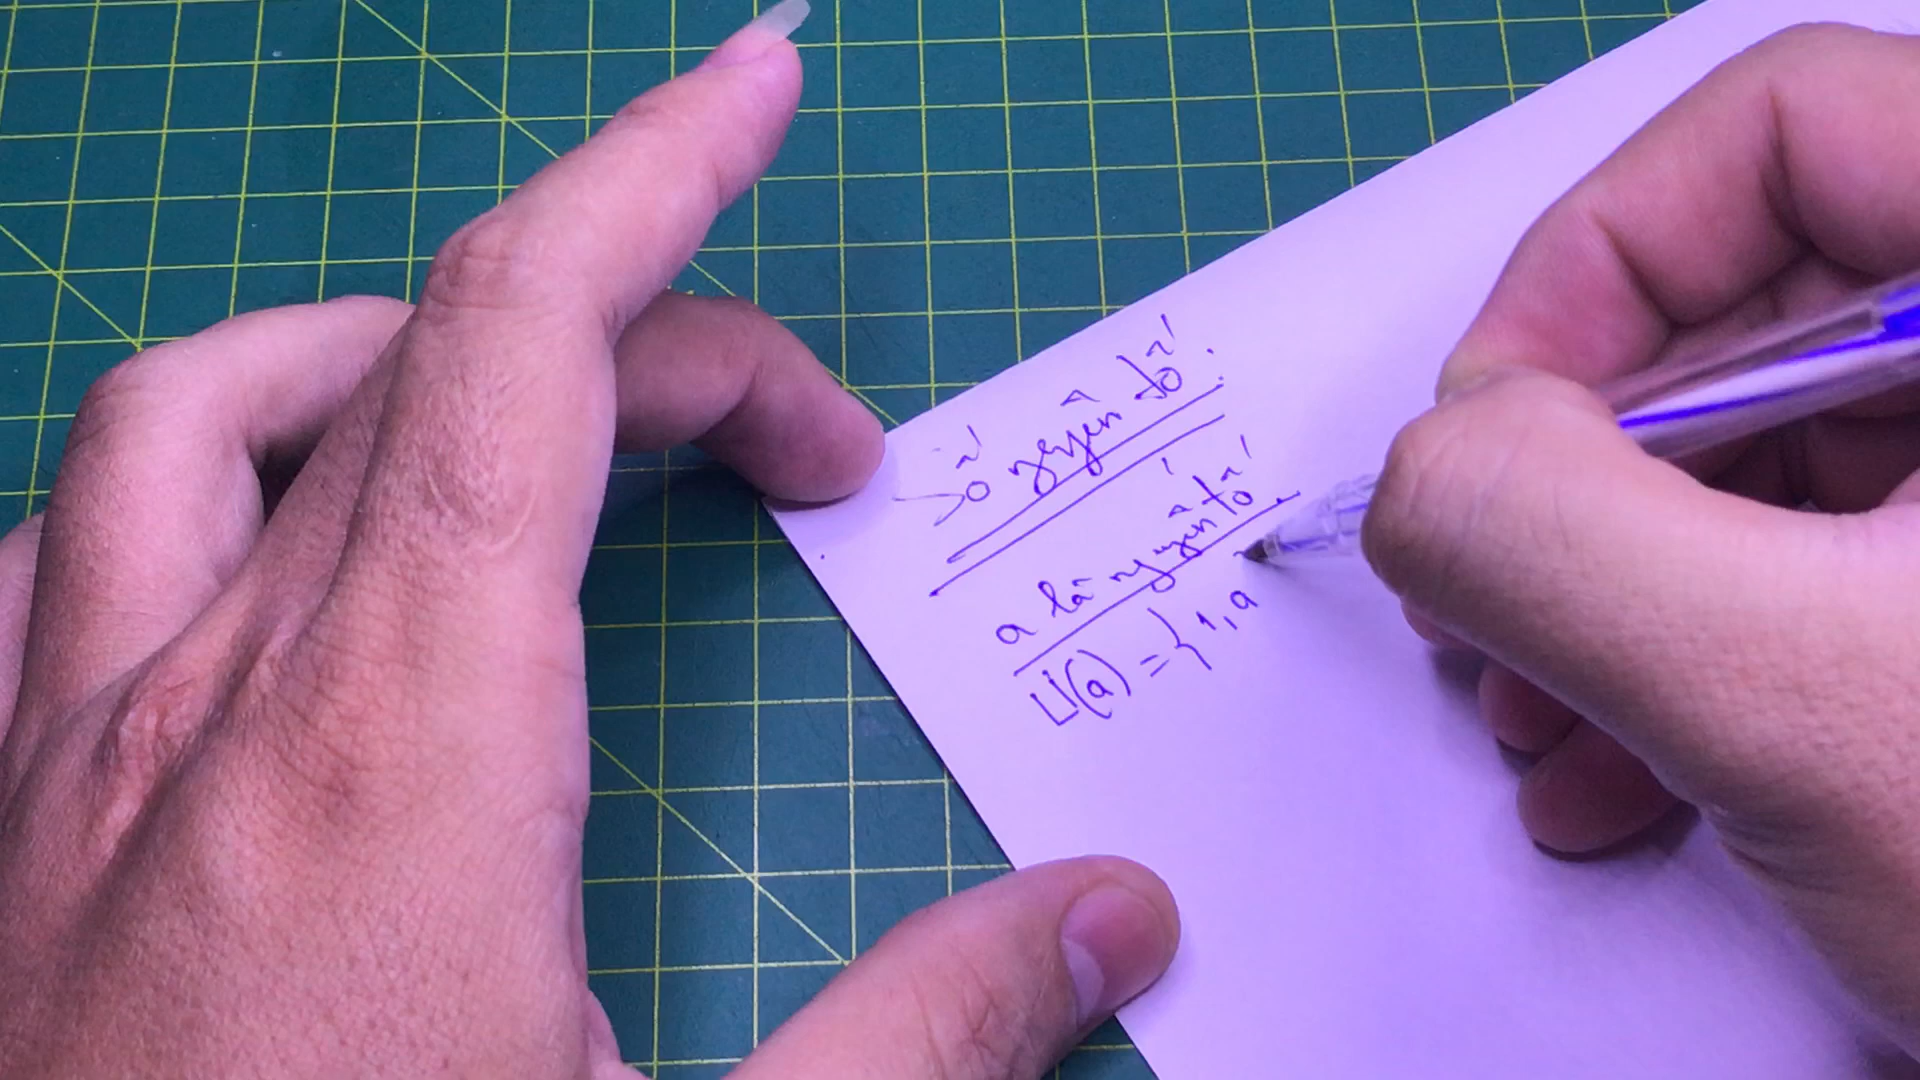 Số nguyên tố
a là nguyên tố
Ư(a) = { 1, a